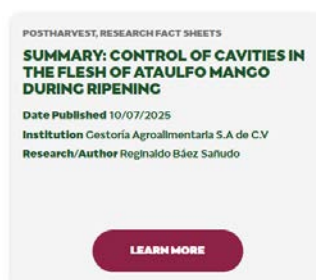 POSTHARVEST, RESEARCH FACT SHEETS
SUMMARY: CONTROL OF CAVITIES IN
THE FLESH OF ATAULFO MANGO
DURING RIPENING
Date Published 10/07/2025
Institution Gestoría Agroalimentaria S.A de C.V
Research/Author Reginaldo Báez Sañudo
LEARN MORE